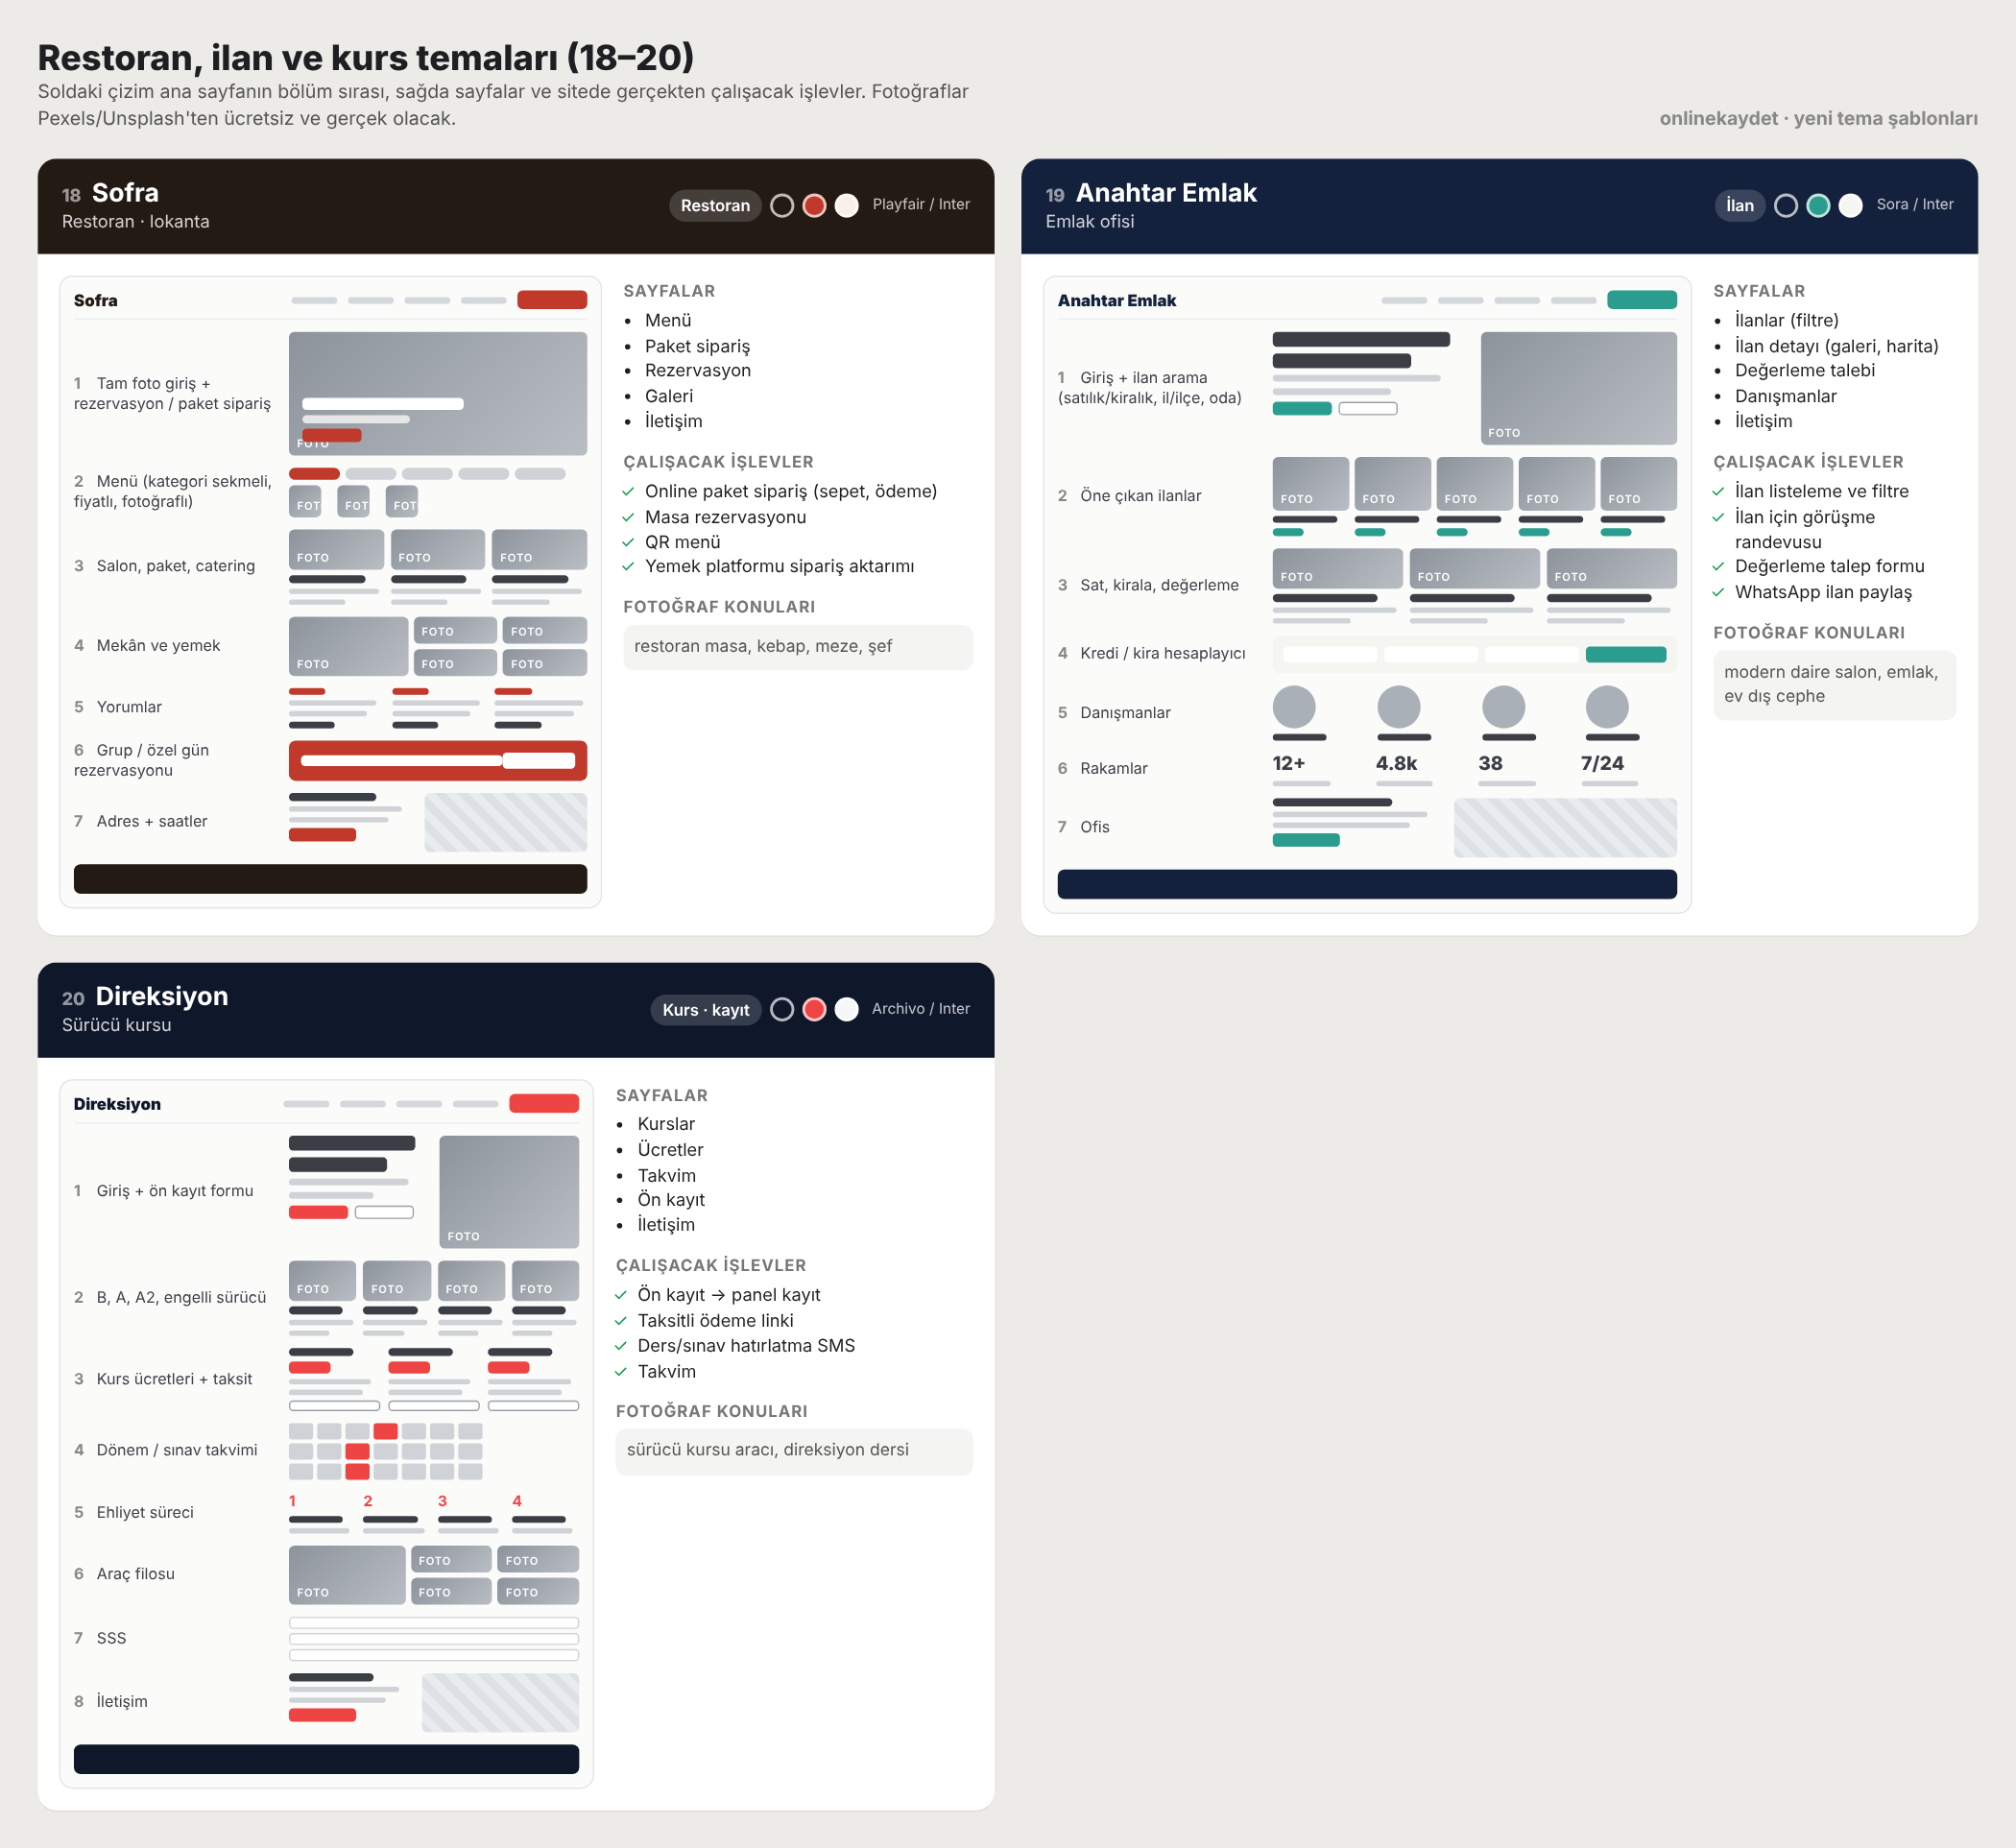 Restoran, ilan ve kurs temaları (18–20)
Soldaki çizim ana sayfanın bölüm sırası, sağda sayfalar ve sitede gerçekten çalışacak işlevler. Fotoğraflar
Pexels/Unsplash'ten ücretsiz ve gerçek olacak.
onlinekaydet · yeni tema şablonları
18 Sofra
Restoran · lokanta
Restoran
Playfair / Inter
Sofra
1 Tam foto giriş +
rezervasyon / paket sipariş
FOTO
2 Menü (kategori sekmeli,
fiyatlı, fotoğraflı)
FOT FOT FOT
3 Salon, paket, catering
FOTO FOTO FOTO
4 Mekân ve yemek
FOTO FOTO FOTO
FOTO FOTO
5 Yorumlar
6 Grup / özel gün
rezervasyonu
7 Adres + saatler
SAYFALAR
• Menü
• Paket sipariş
• Rezervasyon
• Galeri
• İletişim
ÇALIŞACAK İŞLEVLER
✓ Online paket sipariş (sepet, ödeme)
✓ Masa rezervasyonu
✓ QR menü
✓ Yemek platformu sipariş aktarımı
FOTOĞRAF KONULARI
restoran masa, kebap, meze, şef
19 Anahtar Emlak
Emlak ofisi
İlan
Sora / Inter
Anahtar Emlak
1 Giriş + ilan arama
(satılık/kiralık, il/ilçe, oda)
FOTO
2 Öne çıkan ilanlar
FOTO FOTO FOTO FOTO FOTO
3 Sat, kirala, değerleme
FOTO FOTO FOTO
4 Kredi / kira hesaplayıcı
5 Danışmanlar
6 Rakamlar
12+ 4.8k 38 7/24
7 Ofis
SAYFALAR
• İlanlar (filtre)
• İlan detayı (galeri, harita)
• Değerleme talebi
• Danışmanlar
• İletişim
ÇALIŞACAK İŞLEVLER
✓ İlan listeleme ve filtre
✓ İlan için görüşme
randevusu
✓ Değerleme talep formu
✓ WhatsApp ilan paylaş
FOTOĞRAF KONULARI
modern daire salon, emlak,
ev dış cephe
20 Direksiyon
Sürücü kursu
Kurs · kayıt
Archivo / Inter
Direksiyon
1 Giriş + ön kayıt formu
FOTO
2 B, A, A2, engelli sürücü
FOTO FOTO FOTO FOTO
3 Kurs ücretleri + taksit
4 Dönem / sınav takvimi
5 Ehliyet süreci
1 2 3 4
6 Araç filosu
FOTO FOTO FOTO
FOTO FOTO
7 SSS
8 İletişim
SAYFALAR
• Kurslar
• Ücretler
• Takvim
• Ön kayıt
• İletişim
ÇALIŞACAK İŞLEVLER
✓ Ön kayıt → panel kayıt
✓ Taksitli ödeme linki
✓ Ders/sınav hatırlatma SMS
✓ Takvim
FOTOĞRAF KONULARI
sürücü kursu aracı, direksiyon dersi